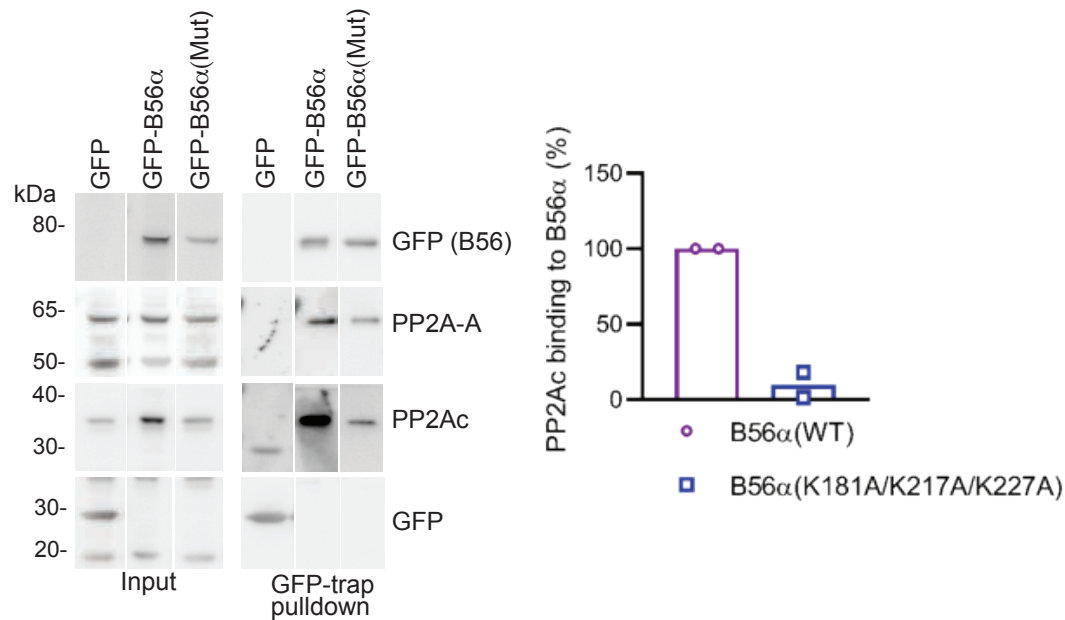 GFP
GFP-B56α
GFP-B56α(Mut)
GFP
GFP-B56α
GFP-B56α(Mut)
kDa
80-
GFP (B56)
65-
50-
PP2A-A
40-
30-
PP2Ac
30-
20-
GFP
Input
GFP-trap
pulldown
PP2Ac binding to B56α (%)
150
100
50
0
B56α(WT)
B56α(K181A/K217A/K227A)